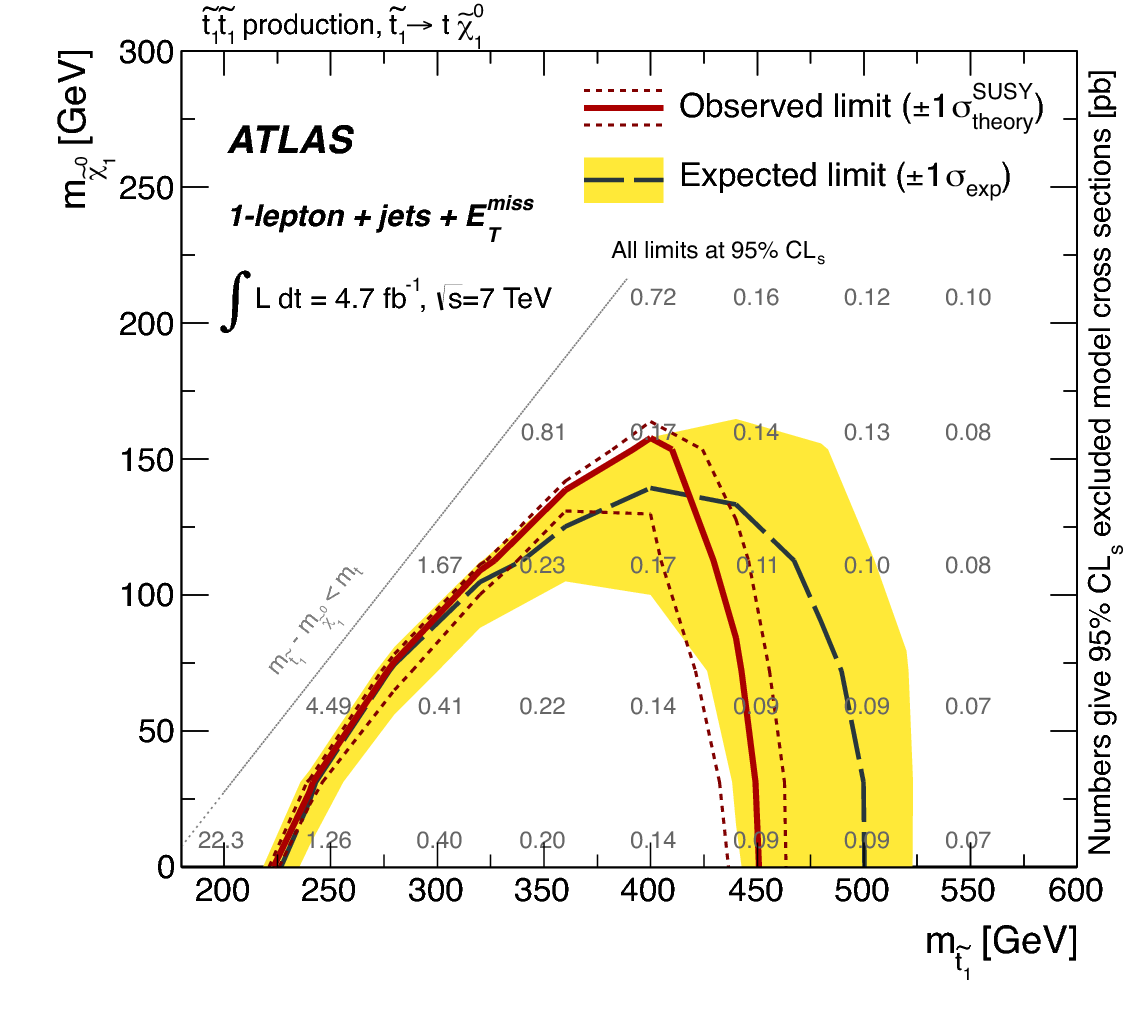 t̃₁t̃₁ production, t̃₁→ t χ̃₁⁰
m_χ̃₁⁰ [GeV]
300
250
200
150
100
50
0
ATLAS
1-lepton + jets + E_T^miss
∫ L dt = 4.7 fb⁻¹, √s=7 TeV
Observed limit (±1 σ_theory^SUSY)
Expected limit (±1 σ_exp)
All limits at 95% CLₛ
0.72 0.16 0.12 0.10
0.81 0.17 0.14 0.13 0.08
1.67 0.23 0.17 0.11 0.10 0.08
m_t̃₁ - m_χ̃₁⁰ < m_t
4.49 0.41 0.22 0.14 0.09 0.09 0.07
22.3 1.26 0.40 0.20 0.14 0.09 0.09 0.07
200 250 300 350 400 450 500 550 600
m_t̃₁ [GeV]
Numbers give 95% CLₛ excluded model cross sections [pb]